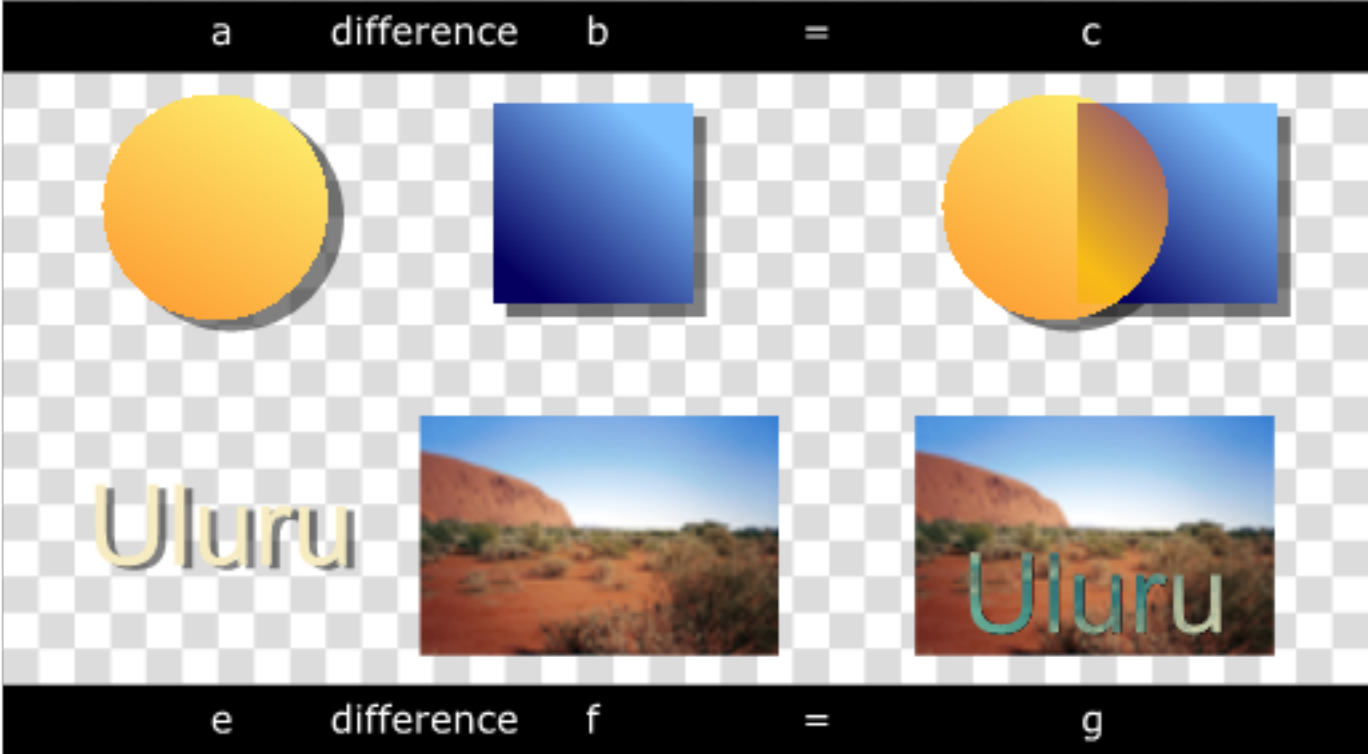 a difference b = c
Uluru
Uluru
e difference f = g